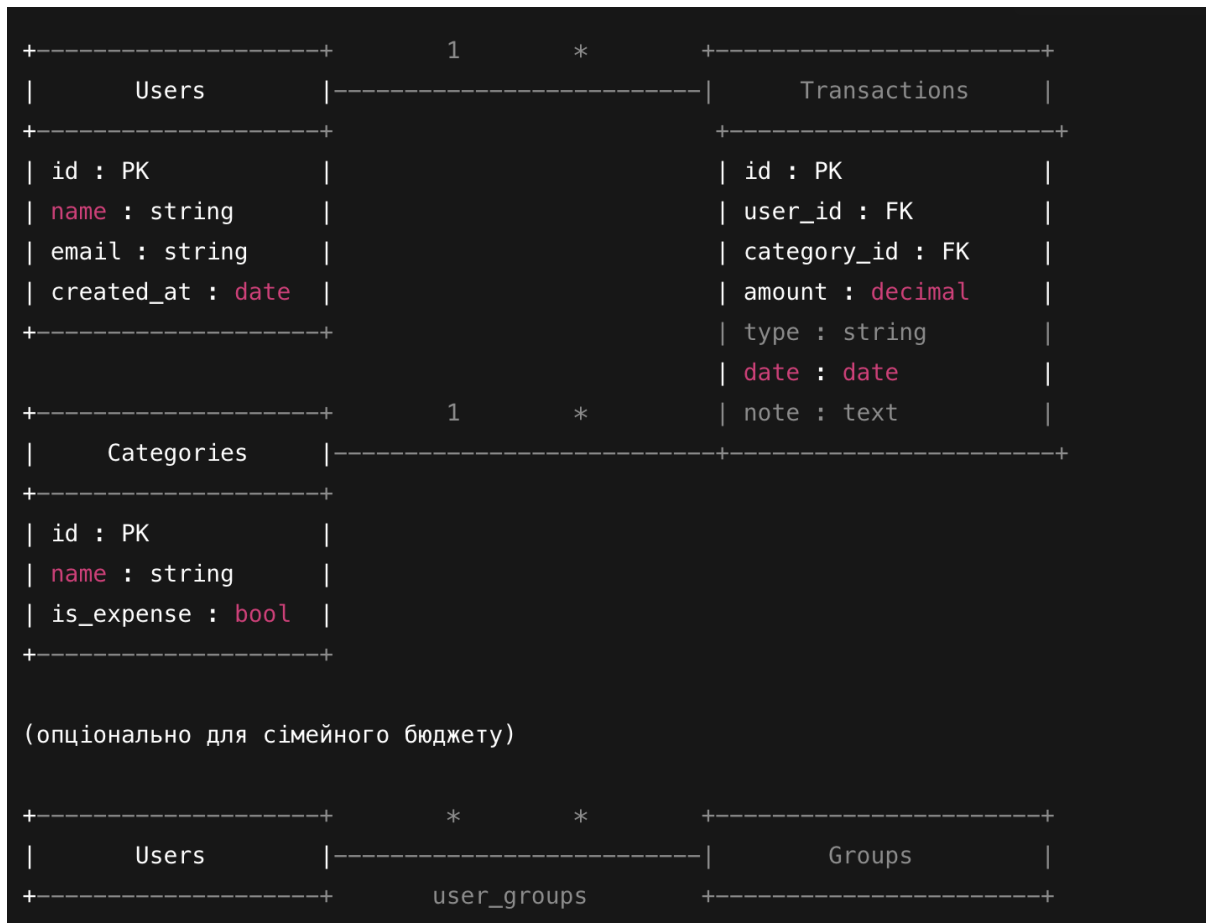 +--------------------+        1        *        +-----------------------+
|       Users        |--------------------------|      Transactions     |
+--------------------+                           +-----------------------+
| id : PK            |                           | id : PK               |
| name : string      |                           | user_id : FK          |
| email : string     |                           | category_id : FK      |
| created_at : date  |                           | amount : decimal      |
+--------------------+                           | type : string         |
                                                 | date : date           |
+--------------------+        1        *         | note : text           |
|     Categories     |---------------------------+-----------------------+
+--------------------+
| id : PK            |
| name : string      |
| is_expense : bool  |
+--------------------+
(опціонально для сімейного бюджету)
+--------------------+        *        *        +-----------------------+
|       Users        |--------------------------|        Groups         |
+--------------------+       user_groups        +-----------------------+